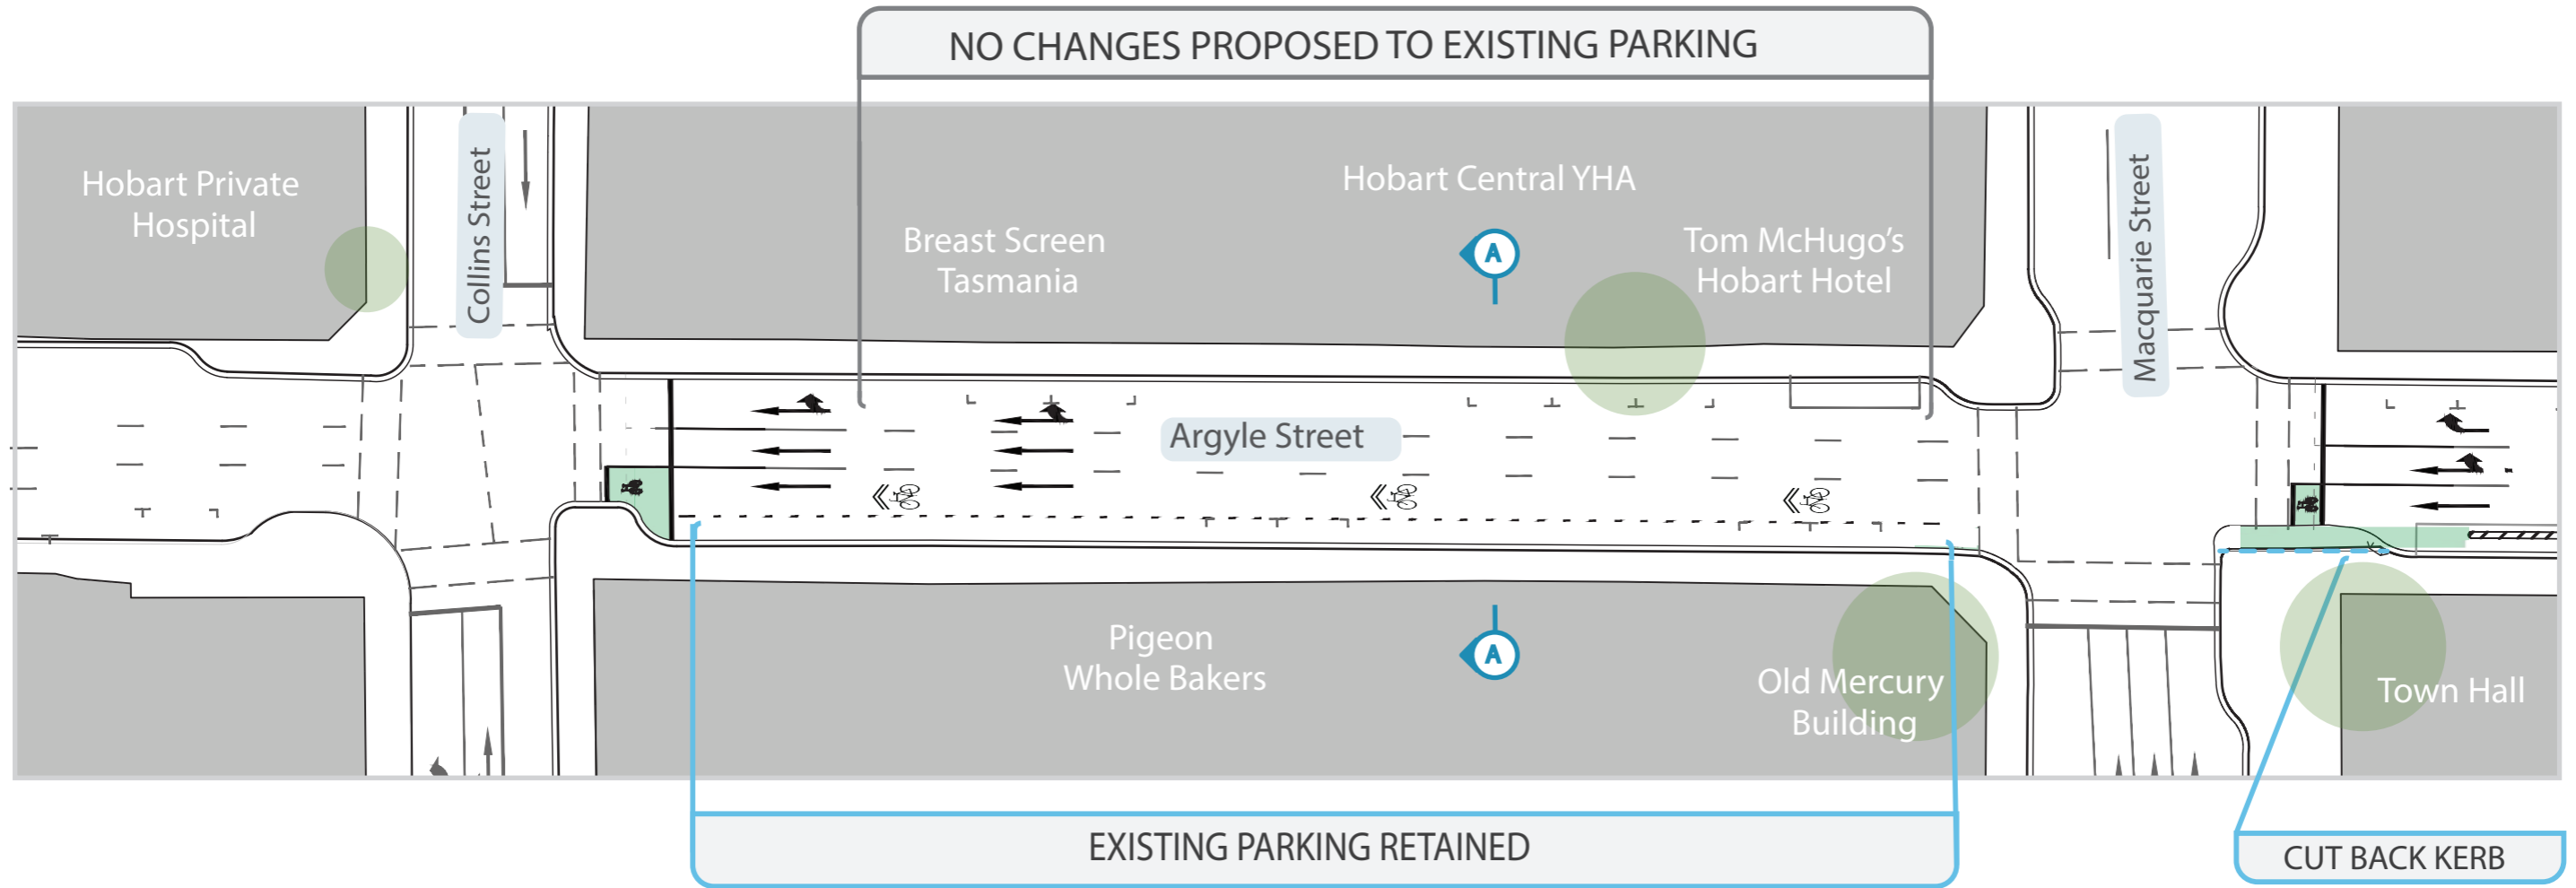 NO CHANGES PROPOSED TO EXISTING PARKING
Hobart Private
Hospital
Collins Street
Breast Screen
Tasmania
Hobart Central YHA
A
Tom McHugo's
Hobart Hotel
Macquarie Street
Argyle Street
Pigeon
Whole Bakers
A
Old Mercury
Building
Town Hall
EXISTING PARKING RETAINED
CUT BACK KERB